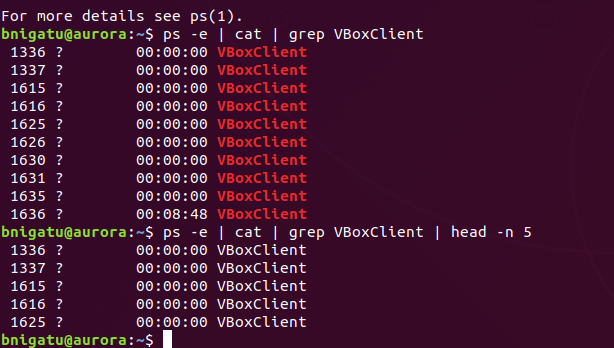 For more details see ps(1).
bnigatu@aurora:~$ ps -e | cat | grep VBoxClient
 1336 ?        00:00:00 VBoxClient
 1337 ?        00:00:00 VBoxClient
 1615 ?        00:00:00 VBoxClient
 1616 ?        00:00:00 VBoxClient
 1625 ?        00:00:00 VBoxClient
 1626 ?        00:00:00 VBoxClient
 1630 ?        00:00:00 VBoxClient
 1631 ?        00:00:00 VBoxClient
 1635 ?        00:00:00 VBoxClient
 1636 ?        00:08:48 VBoxClient
bnigatu@aurora:~$ ps -e | cat | grep VBoxClient | head -n 5
 1336 ?        00:00:00 VBoxClient
 1337 ?        00:00:00 VBoxClient
 1615 ?        00:00:00 VBoxClient
 1616 ?        00:00:00 VBoxClient
 1625 ?        00:00:00 VBoxClient
bnigatu@aurora:~$